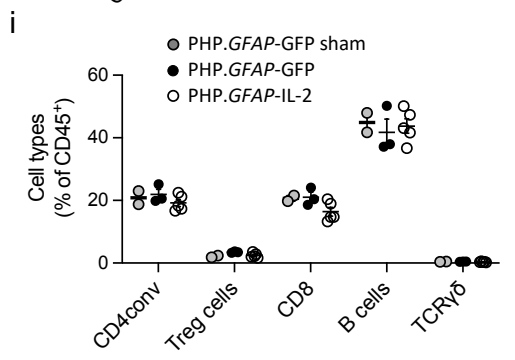 i
PHP.GFAP-GFP sham
PHP.GFAP-GFP
PHP.GFAP-IL-2
Cell types
(% of CD45+)
60
40
20
0
CD4conv
Treg cells
CD8
B cells
TCRγδ